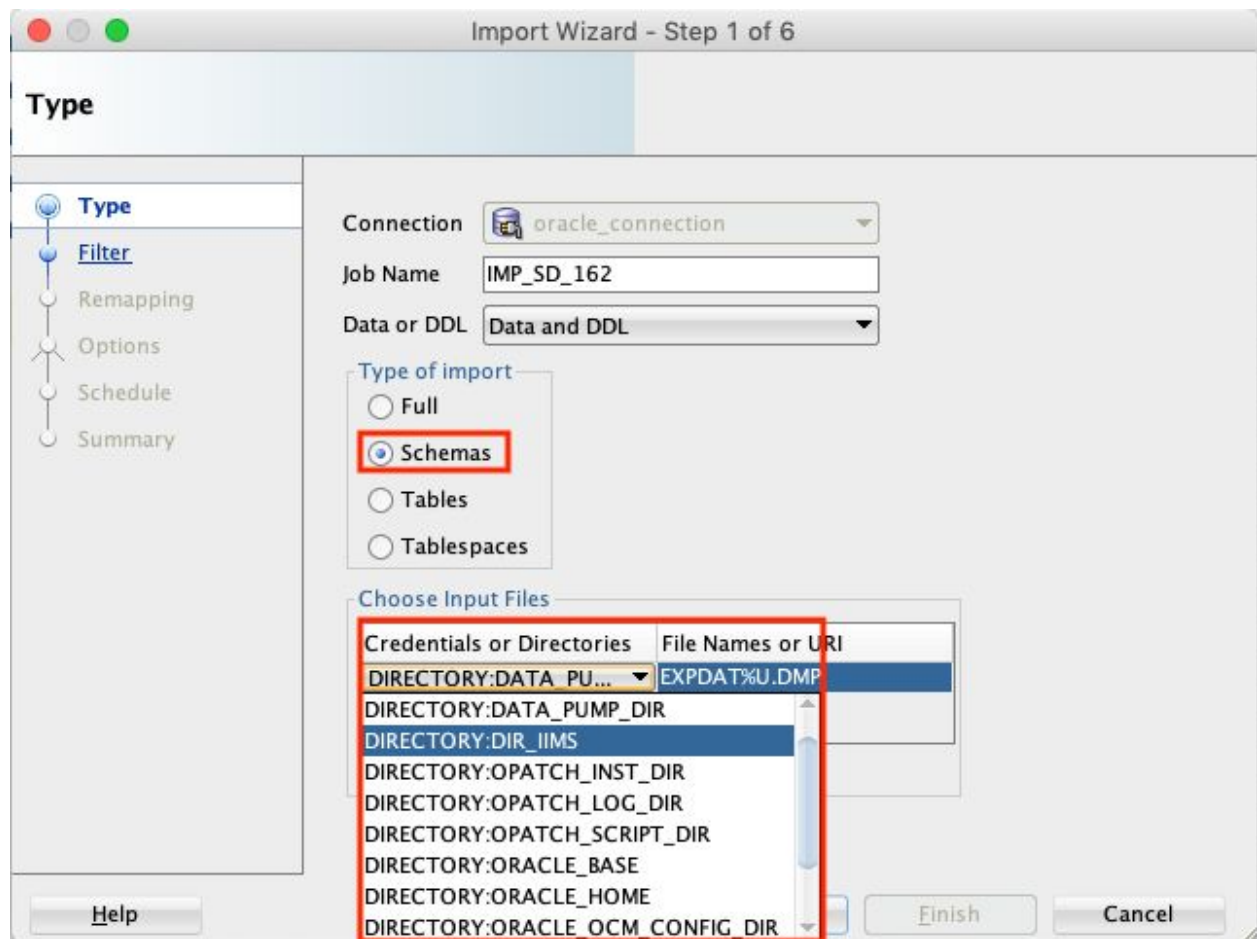 Import Wizard - Step 1 of 6
Type
Type
Filter
Remapping
Options
Schedule
Summary
Connection oracle_connection
Job Name IMP_SD_162
Data or DDL Data and DDL
Type of import
Full
Schemas
Tables
Tablespaces
Choose Input Files
Credentials or Directories File Names or URI
DIRECTORY:DATA_PU... EXPDAT%U.DMP
DIRECTORY:DATA_PUMP_DIR
DIRECTORY:DIR_IIMS
DIRECTORY:OPATCH_INST_DIR
DIRECTORY:OPATCH_LOG_DIR
DIRECTORY:OPATCH_SCRIPT_DIR
DIRECTORY:ORACLE_BASE
DIRECTORY:ORACLE_HOME
DIRECTORY:ORACLE_OCM_CONFIG_DIR
Help Finish Cancel